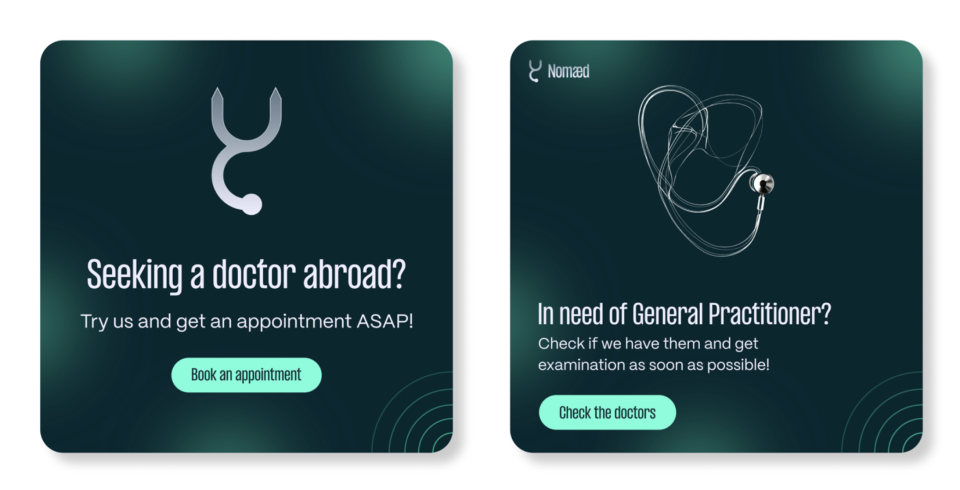 Seeking a doctor abroad?
Try us and get an appointment ASAP!
Book an appointment
Nomæd
In need of General Practitioner?
Check if we have them and get
examination as soon as possible!
Check the doctors